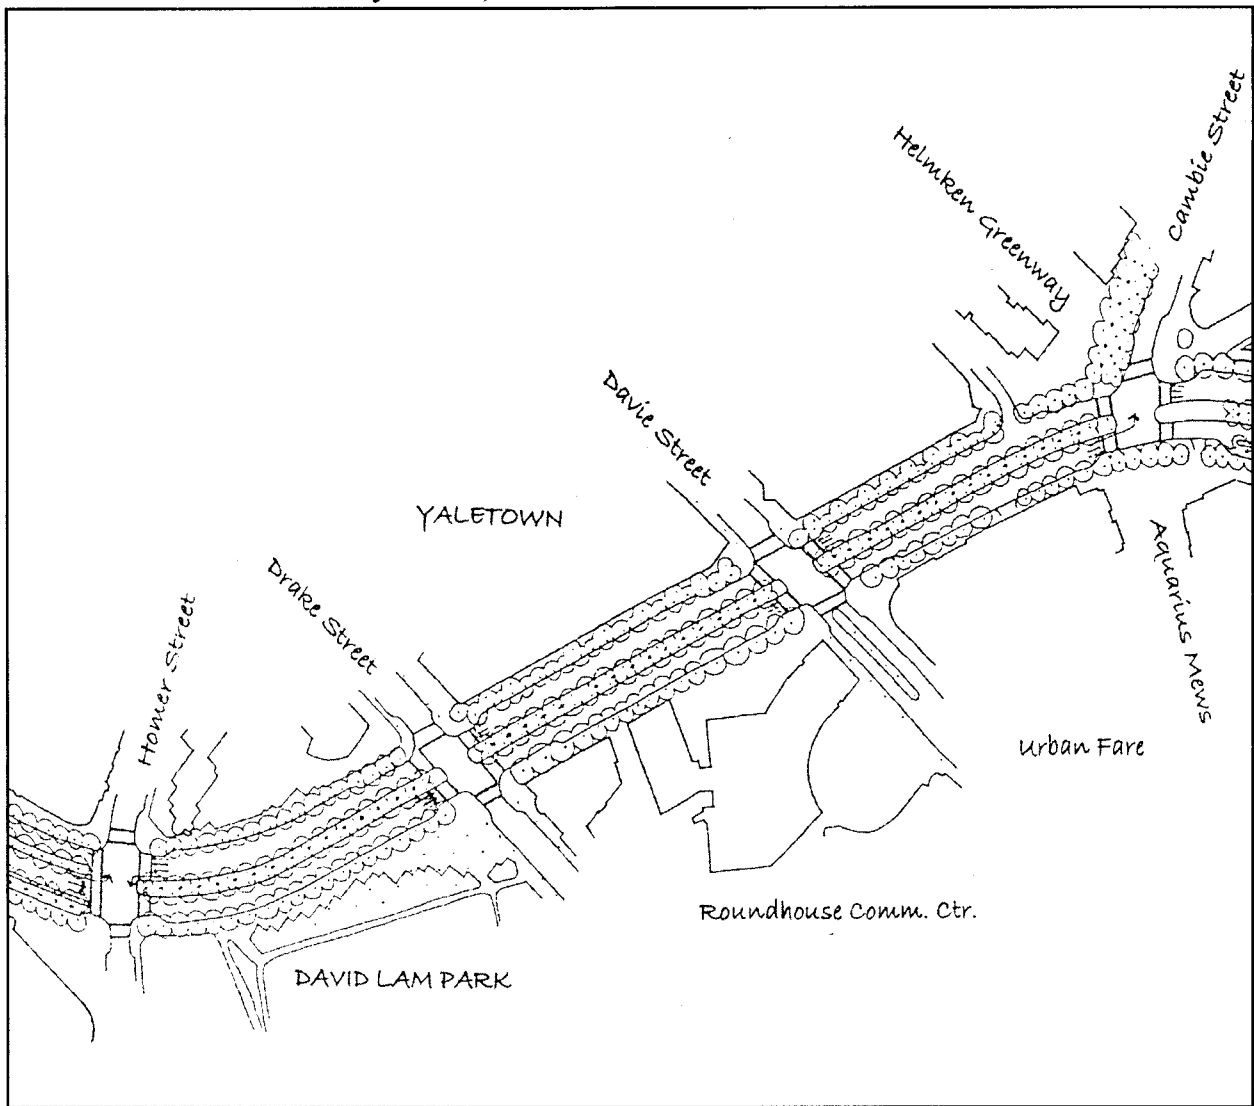 Cambie Street
Helmken Greenway
Davie Street
YALETOWN
Drake Street
Homer Street
Aquarius Mews
Urban Fare
Roundhouse Comm. Ctr.
DAVID LAM PARK